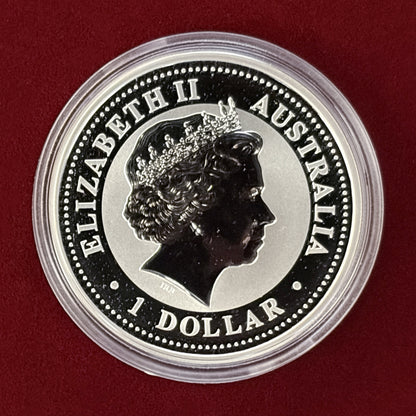 ELIZABETH II
AUSTRALIA
• 1 DOLLAR •